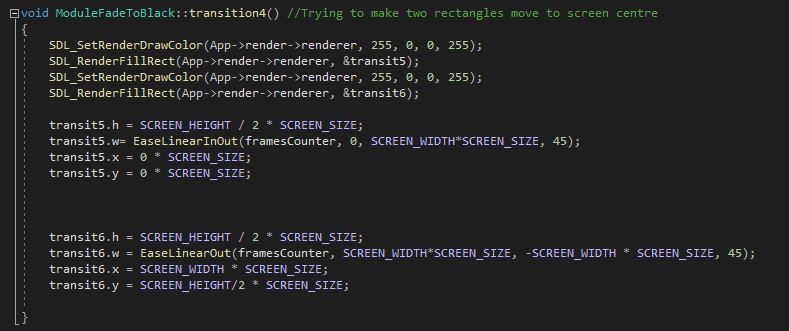 void ModuleFadeToBlack::transition4() //Trying to make two rectangles move to screen centre
{
SDL_SetRenderDrawColor(App->render->renderer, 255, 0, 0, 255);
SDL_RenderFillRect(App->render->renderer, &transit5);
SDL_SetRenderDrawColor(App->render->renderer, 255, 0, 0, 255);
SDL_RenderFillRect(App->render->renderer, &transit6);
transit5.h = SCREEN_HEIGHT / 2 * SCREEN_SIZE;
transit5.w= EaseLinearInOut(framesCounter, 0, SCREEN_WIDTH*SCREEN_SIZE, 45);
transit5.x = 0 * SCREEN_SIZE;
transit5.y = 0 * SCREEN_SIZE;
transit6.h = SCREEN_HEIGHT / 2 * SCREEN_SIZE;
transit6.w = EaseLinearOut(framesCounter, SCREEN_WIDTH*SCREEN_SIZE, -SCREEN_WIDTH * SCREEN_SIZE, 45);
transit6.x = SCREEN_WIDTH * SCREEN_SIZE;
transit6.y = SCREEN_HEIGHT/2 * SCREEN_SIZE;
}